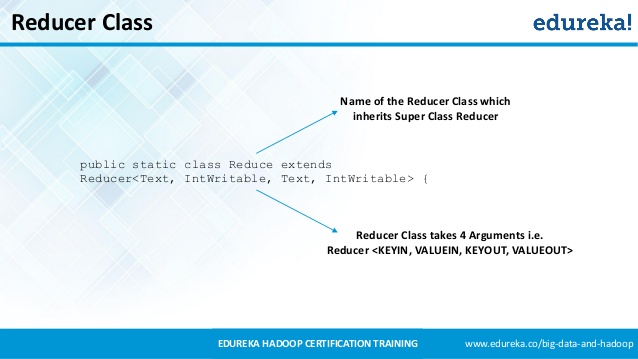 Reducer Class
edureka!
Name of the Reducer Class which
inherits Super Class Reducer
public static class Reduce extends
Reducer<Text, IntWritable, Text, IntWritable> {
Reducer Class takes 4 Arguments i.e.
Reducer <KEYIN, VALUEIN, KEYOUT, VALUEOUT>
EDUREKA HADOOP CERTIFICATION TRAINING
www.edureka.co/big-data-and-hadoop